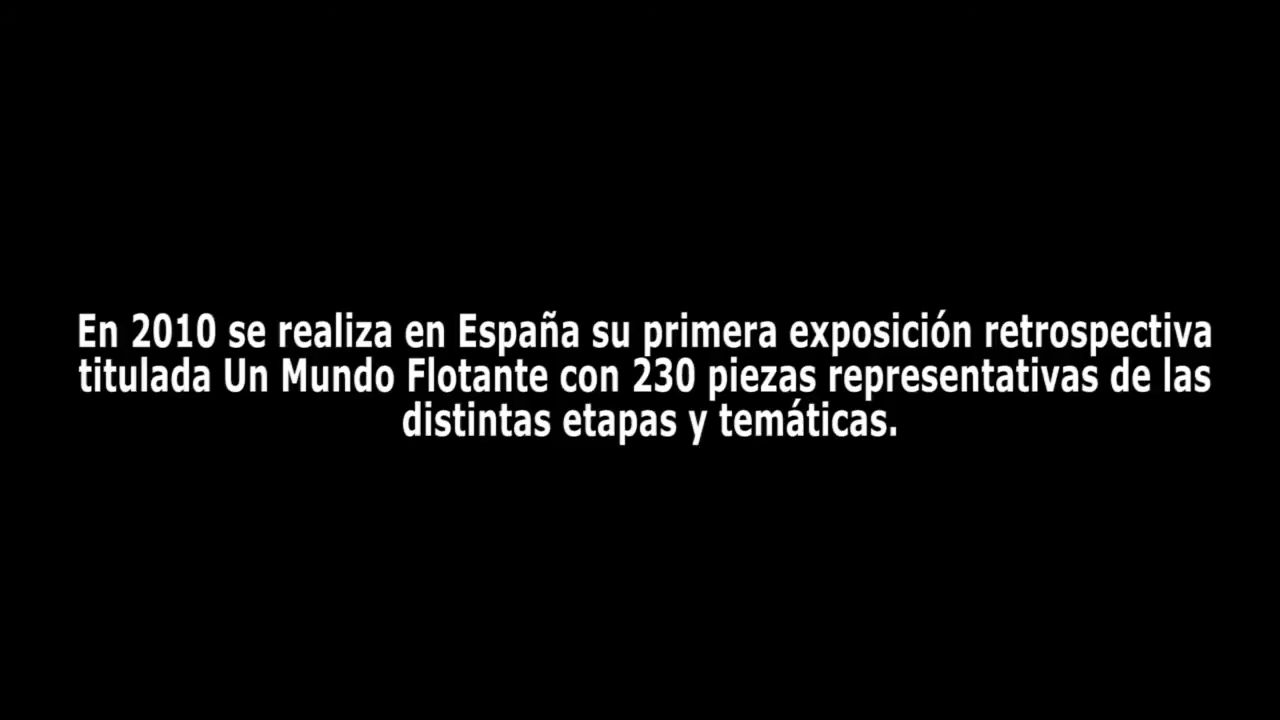 En 2010 se realiza en España su primera exposición retrospectiva
titulada Un Mundo Flotante con 230 piezas representativas de las
distintas etapas y temáticas.